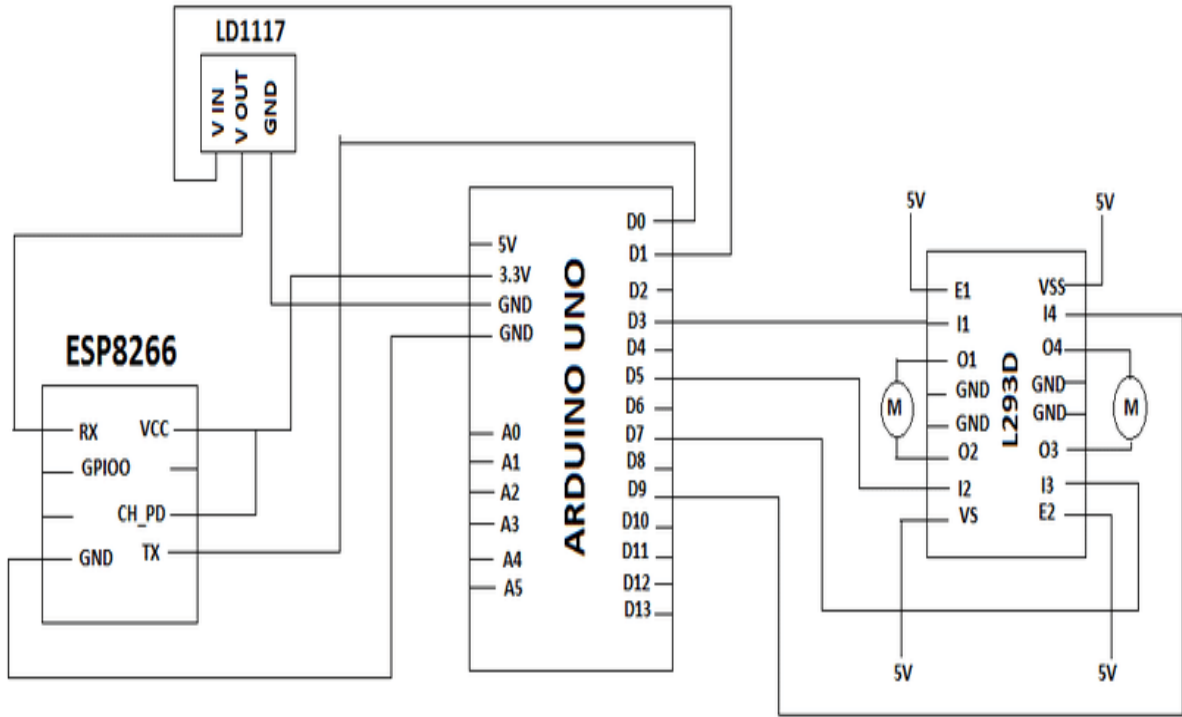 LD1117
V IN
V OUT
GND
ESP8266
RX
VCC
GPIOO
CH_PD
GND
TX
ARDUINO UNO
5V
3.3V
GND
GND
A0
A1
A2
A3
A4
A5
D0
D1
D2
D3
D4
D5
D6
D7
D8
D9
D10
D11
D12
D13
5V
5V
L293D
E1
I1
O1
GND
GND
O2
I2
VS
VSS
I4
O4
GND
GND
O3
I3
E2
M
M
5V
5V